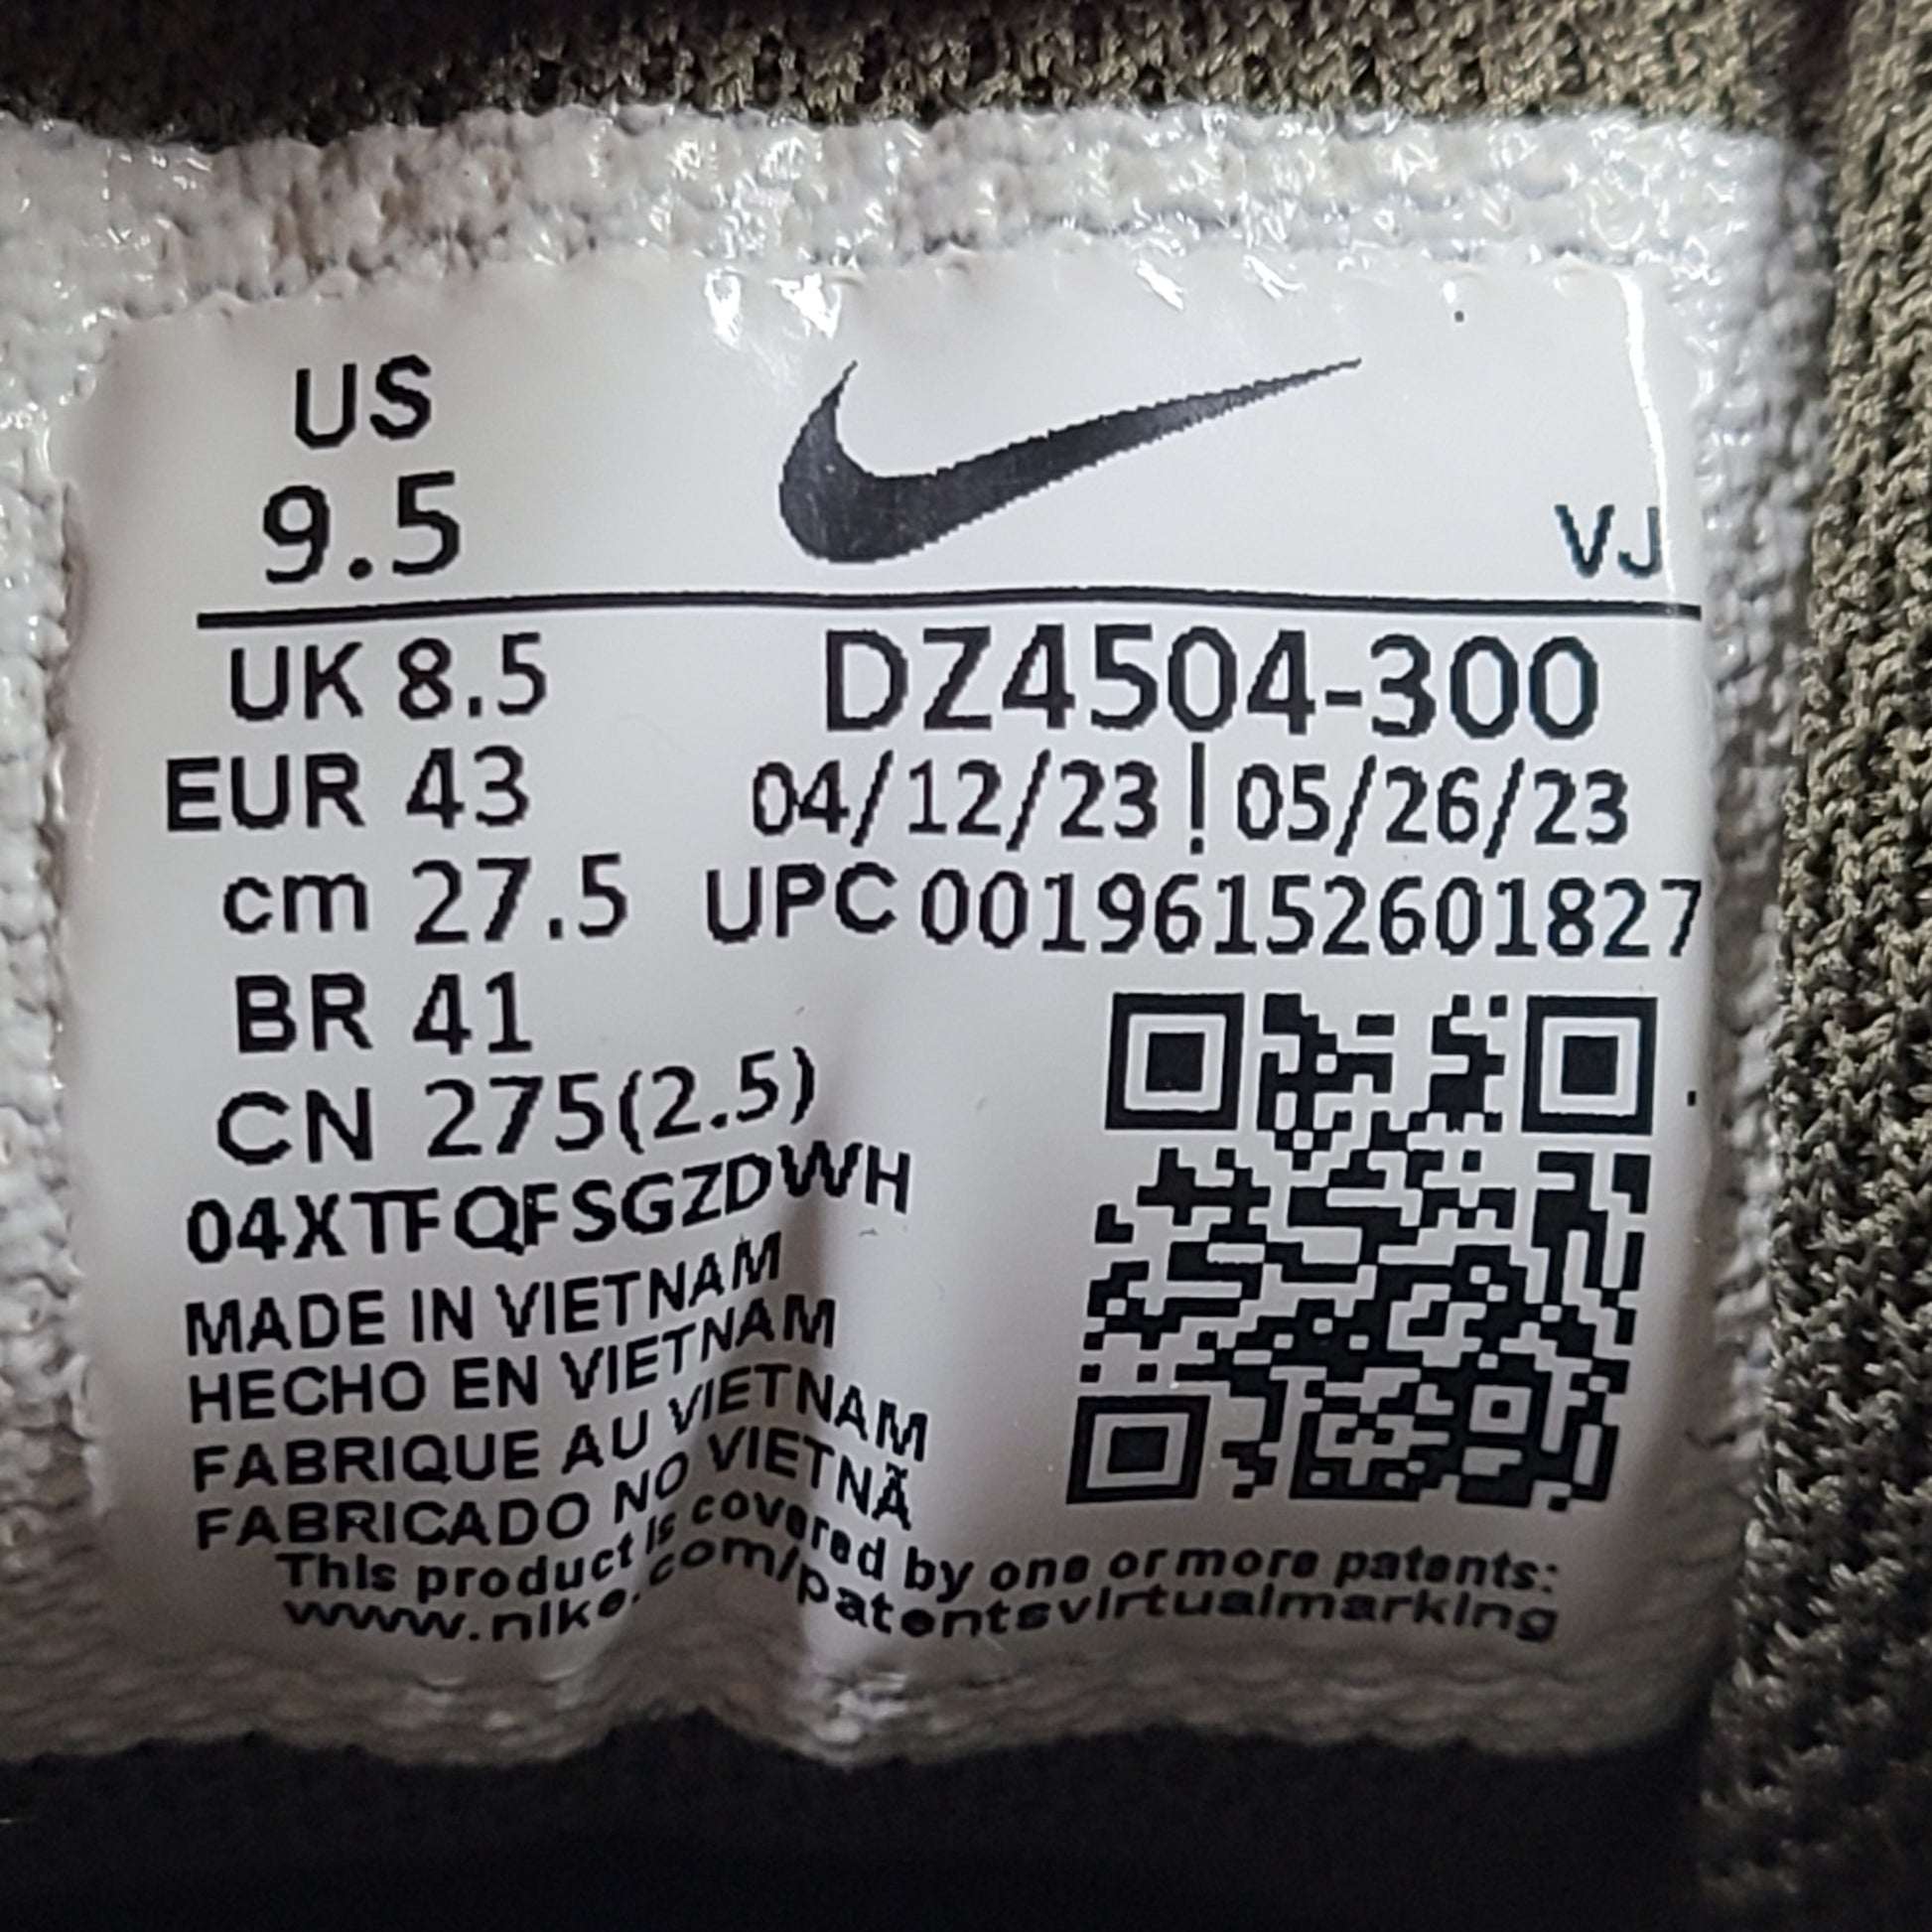 US
9.5
VJ
UK 8.5
DZ4504-300
EUR 43
04/12/23 | 05/26/23
cm 27.5
UPC 00196152601827
BR 41
CN 275(2.5)
04XTFQFSGZDWH
MADE IN VIETNAM
HECHO EN VIETNAM
FABRIQUE AU VIETNAM
FABRICADO NO VIETNÃ
This product is covered by one or more patents:
www.nike.com/patentsvirtualmarking